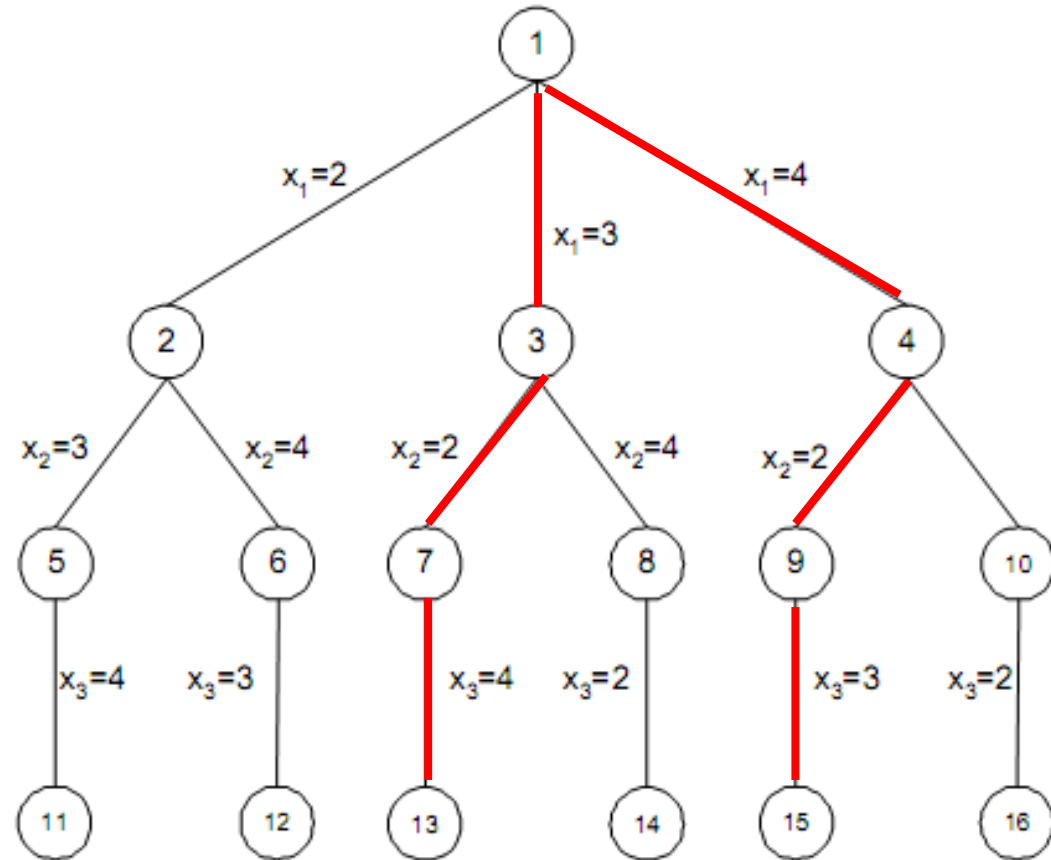 1
x₁=2
x₁=4
x₁=3
2
3
4
x₂=3
x₂=4
x₂=2
x₂=4
x₂=2
5
6
7
8
9
10
x₃=4
x₃=3
x₃=4
x₃=2
x₃=3
x₃=2
11
12
13
14
15
16